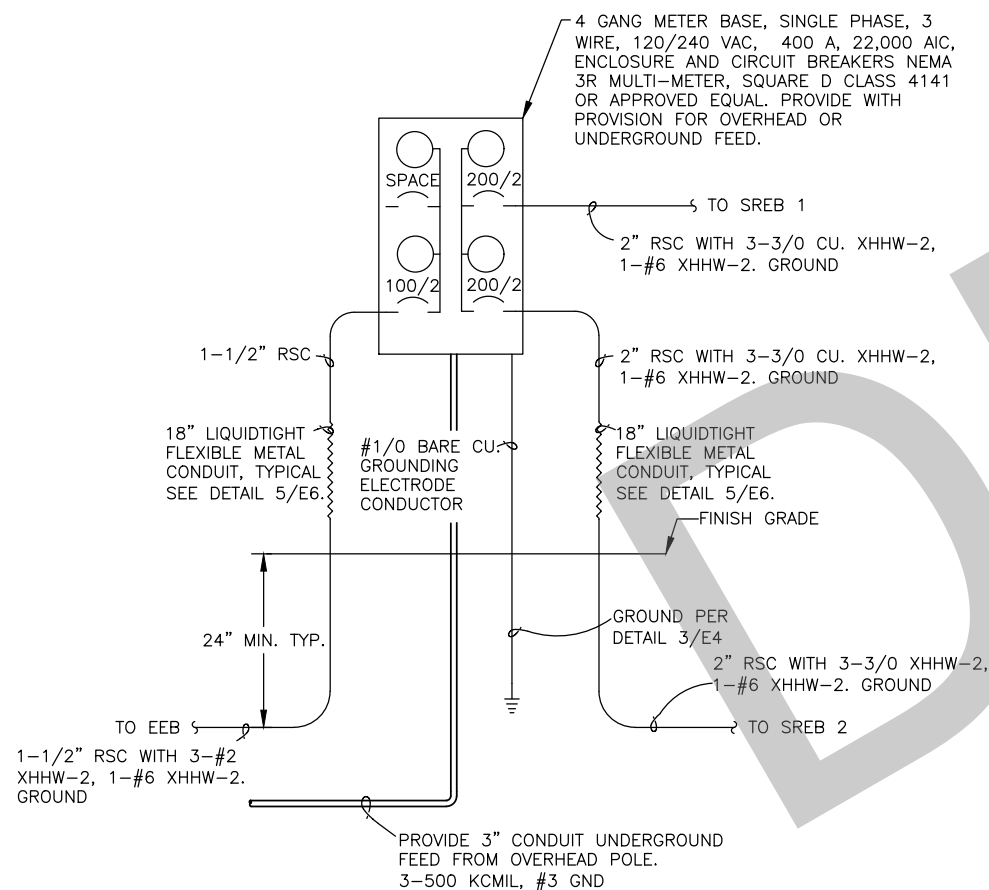 4 GANG METER BASE, SINGLE PHASE, 3
WIRE, 120/240 VAC, 400 A, 22,000 AIC,
ENCLOSURE AND CIRCUIT BREAKERS NEMA
3R MULTI-METER, SQUARE D CLASS 4141
OR APPROVED EQUAL. PROVIDE WITH
PROVISION FOR OVERHEAD OR
UNDERGROUND FEED.
SPACE
200/2
TO SREB 1
2" RSC WITH 3-3/0 CU. XHHW-2,
1-#6 XHHW-2. GROUND
100/2
200/2
1-1/2" RSC
2" RSC WITH 3-3/0 CU. XHHW-2,
1-#6 XHHW-2. GROUND
18" LIQUIDTIGHT
FLEXIBLE METAL
CONDUIT, TYPICAL
SEE DETAIL 5/E6.
#1/0 BARE CU.
GROUNDING
ELECTRODE
CONDUCTOR
18" LIQUIDTIGHT
FLEXIBLE METAL
CONDUIT, TYPICAL
SEE DETAIL 5/E6.
FINISH GRADE
24" MIN. TYP.
GROUND PER
DETAIL 3/E4
2" RSC WITH 3-3/0 XHHW-2,
1-#6 XHHW-2. GROUND
TO EEB
TO SREB 2
1-1/2" RSC WITH 3-#2
XHHW-2, 1-#6 XHHW-2.
GROUND
PROVIDE 3" CONDUIT UNDERGROUND
FEED FROM OVERHEAD POLE.
3-500 KCMIL, #3 GND